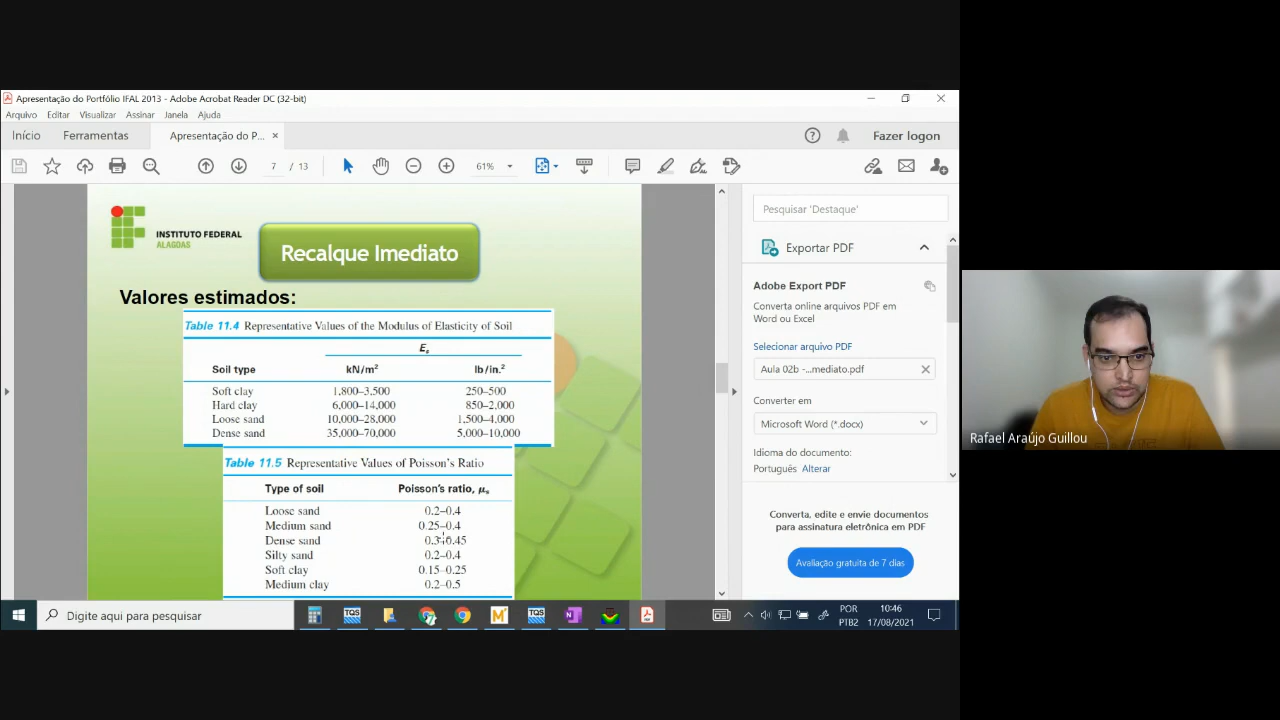 Apresentação do Portfólio IFAL 2013 - Adobe Acrobat Reader DC (32-bit)
Arquivo Editar Visualizar Assinar Janela Ajuda
Início Ferramentas Apresentação do P... × Fazer logon
7 / 13 61%
INSTITUTO FEDERAL
ALAGOAS
Recalque Imediato
Valores estimados:
Table 11.4 Representative Values of the Modulus of Elasticity of Soil
Es
Soil type kN/m² lb/in.²
Soft clay 1,800–3,500 250–500
Hard clay 6,000–14,000 850–2,000
Loose sand 10,000–28,000 1,500–4,000
Dense sand 35,000–70,000 5,000–10,000
Table 11.5 Representative Values of Poisson's Ratio
Type of soil Poisson's ratio, μs
Loose sand 0.2–0.4
Medium sand 0.25–0.4
Dense sand 0.3–0.45
Silty sand 0.2–0.4
Soft clay 0.15–0.25
Medium clay 0.2–0.5
Pesquisar 'Destaque'
Exportar PDF
Adobe Export PDF
Converta online arquivos PDF em
Word ou Excel
Selecionar arquivo PDF
Aula 02b -...mediato.pdf
Converter em
Microsoft Word (*.docx)
Idioma do documento:
Português Alterar
Converta, edite e envie documentos
para assinatura eletrônica em PDF
Avaliação gratuita de 7 dias
Rafael Araújo Guillou
Digite aqui para pesquisar
TQS
TQS
POR
PTB2
10:46
17/08/2021